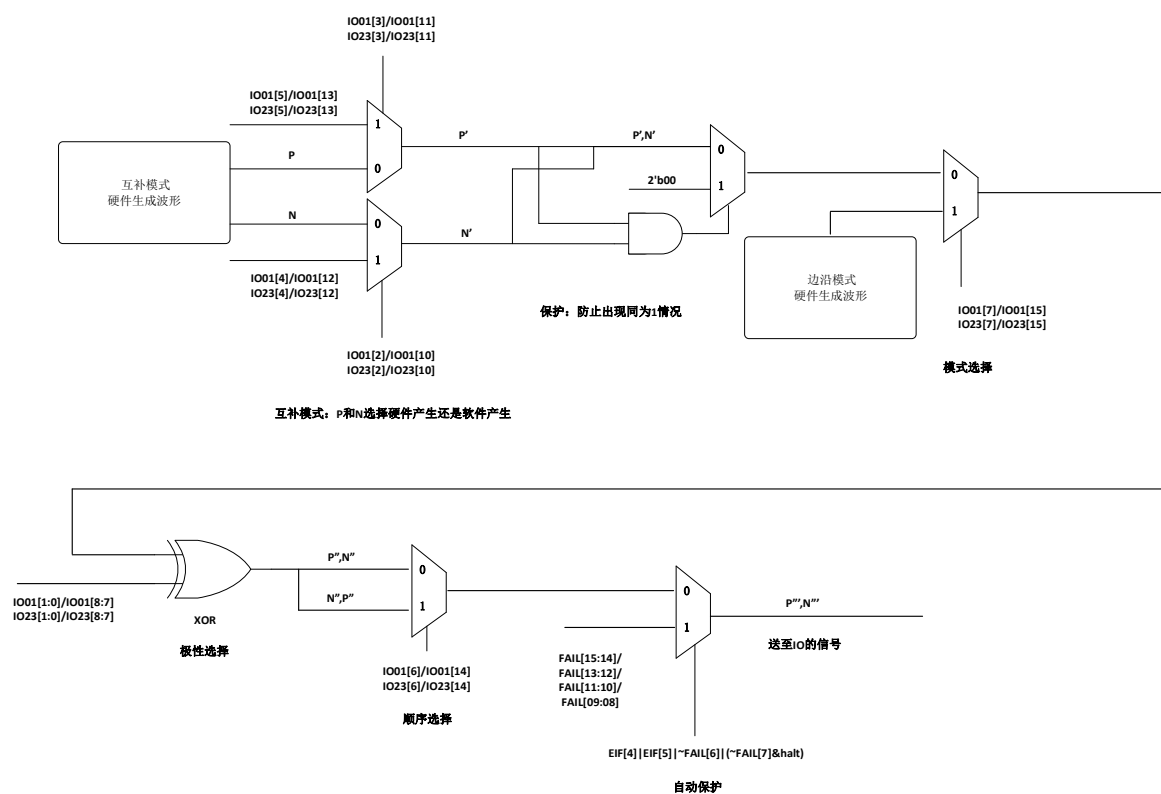 IO01[3]/IO01[11]
IO23[3]/IO23[11]
IO01[5]/IO01[13]
IO23[5]/IO23[13]
1
P'
P',N'
0
互补模式
硬件生成波形
P
0
2'b00
1
0
1
N
0
N'
1
IO01[4]/IO01[12]
IO23[4]/IO23[12]
边沿模式
硬件生成波形
保护：防止出现同为1情况
IO01[7]/IO01[15]
IO23[7]/IO23[15]
IO01[2]/IO01[10]
IO23[2]/IO23[10]
模式选择
互补模式：P和N选择硬件产生还是软件产生
P",N"
0
N",P"
1
0
1
P"',N"'
IO01[1:0]/IO01[8:7]
IO23[1:0]/IO23[8:7]
XOR
极性选择
送至IO的信号
IO01[6]/IO01[14]
IO23[6]/IO23[14]
顺序选择
FAIL[15:14]/
FAIL[13:12]/
FAIL[11:10]/
FAIL[09:08]
EIF[4]|EIF[5]|~FAIL[6]|(~FAIL[7]&halt)
自动保护